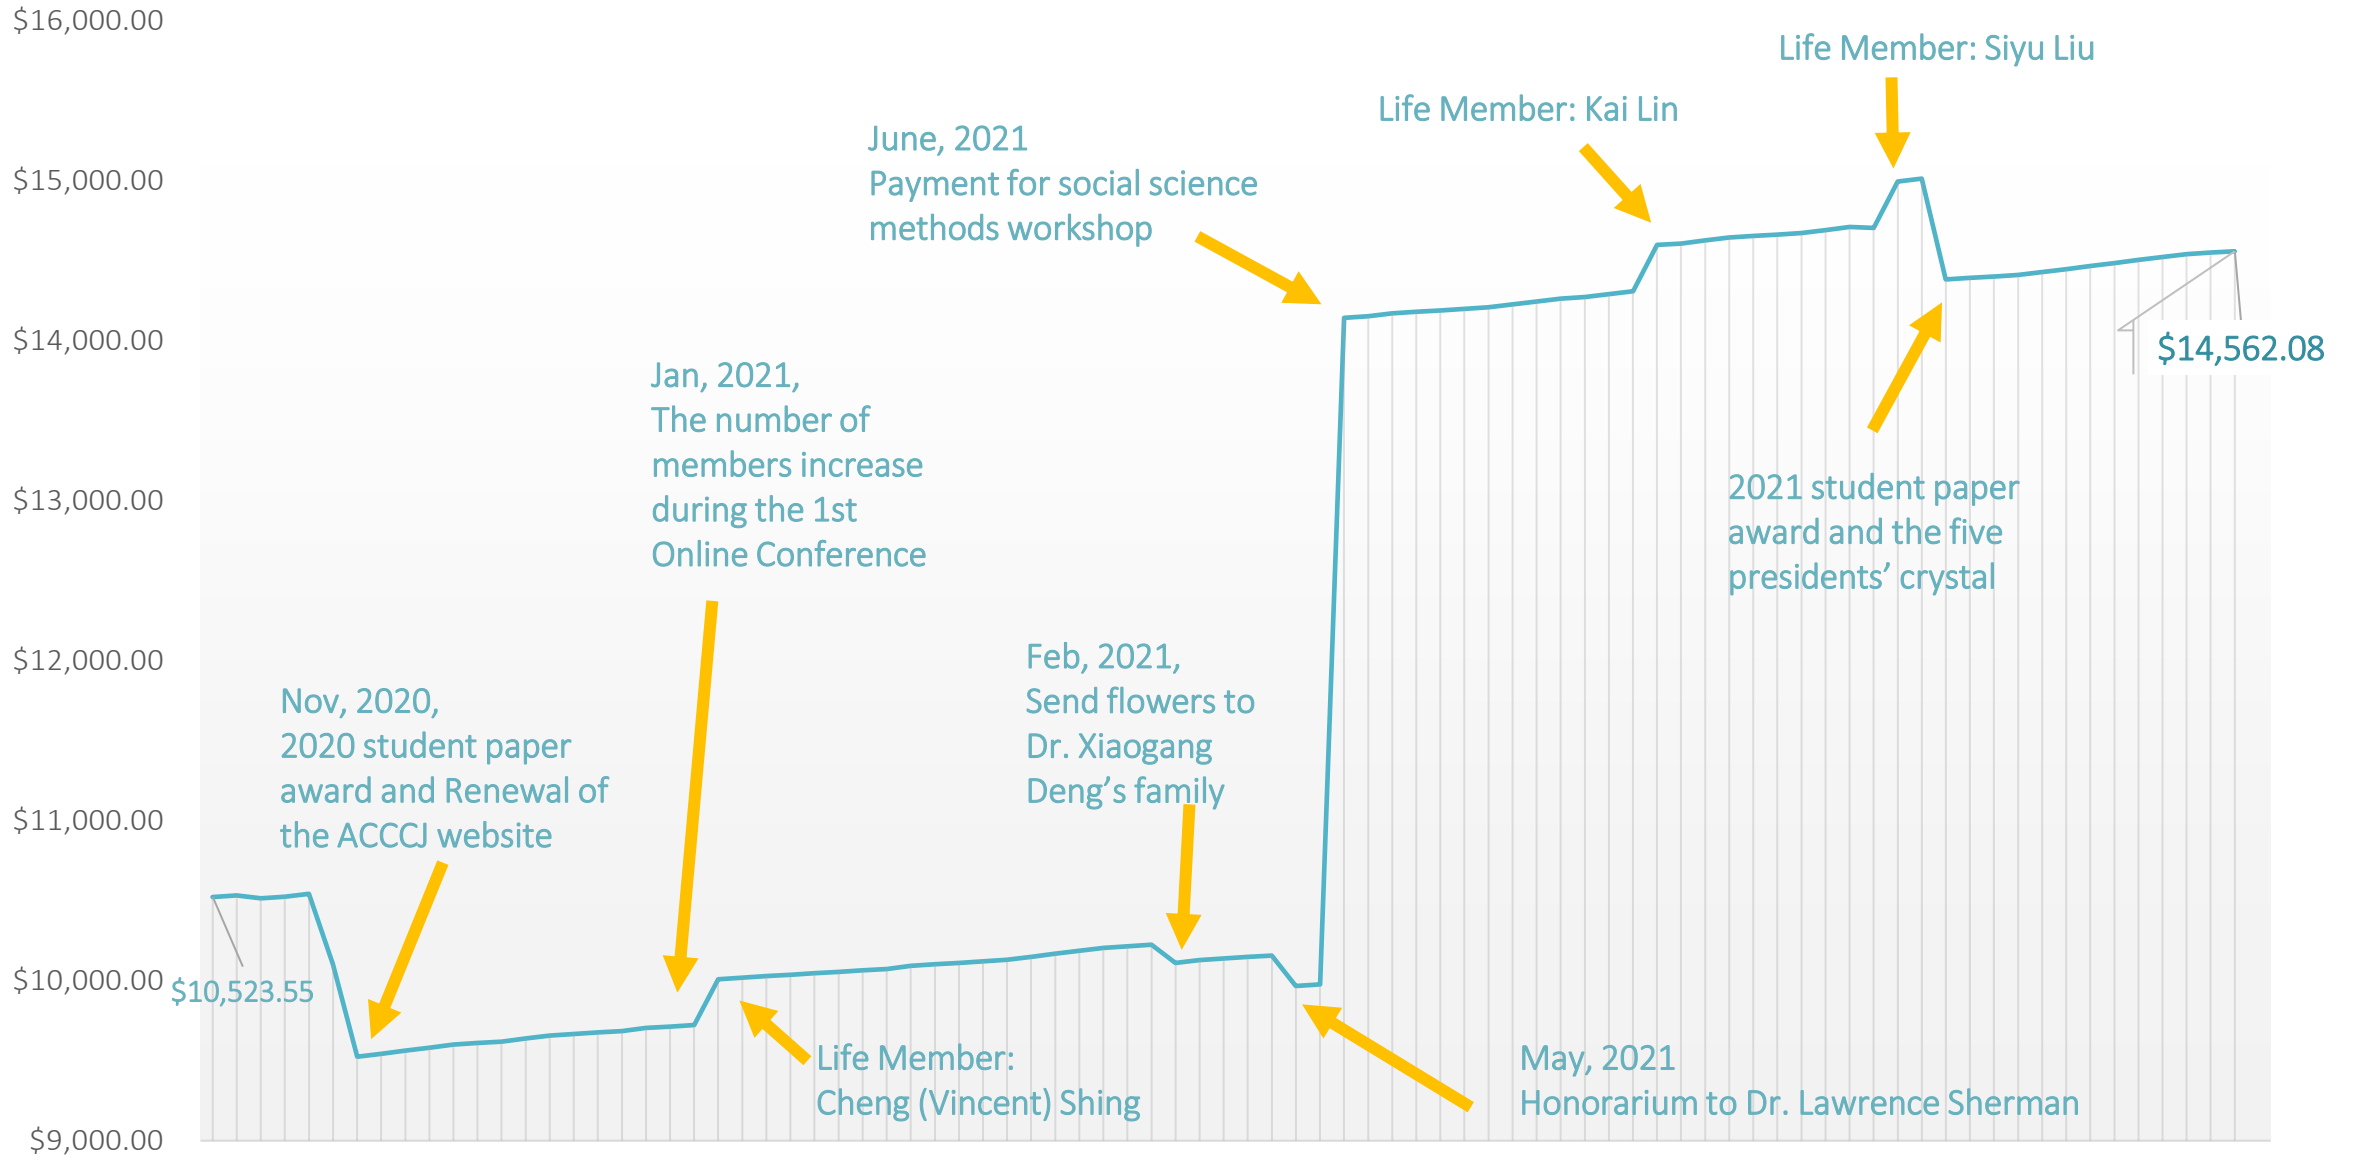 $16,000.00
$15,000.00
$14,000.00
$13,000.00
$12,000.00
$11,000.00
$10,000.00
$9,000.00
$10,523.55
Nov, 2020,
2020 student paper
award and Renewal of
the ACCCJ website
Jan, 2021,
The number of
members increase
during the 1st
Online Conference
Life Member:
Cheng (Vincent) Shing
Feb, 2021,
Send flowers to
Dr. Xiaogang
Deng’s family
May, 2021
Honorarium to Dr. Lawrence Sherman
June, 2021
Payment for social science
methods workshop
Life Member: Kai Lin
Life Member: Siyu Liu
2021 student paper
award and the five
presidents’ crystal
$14,562.08